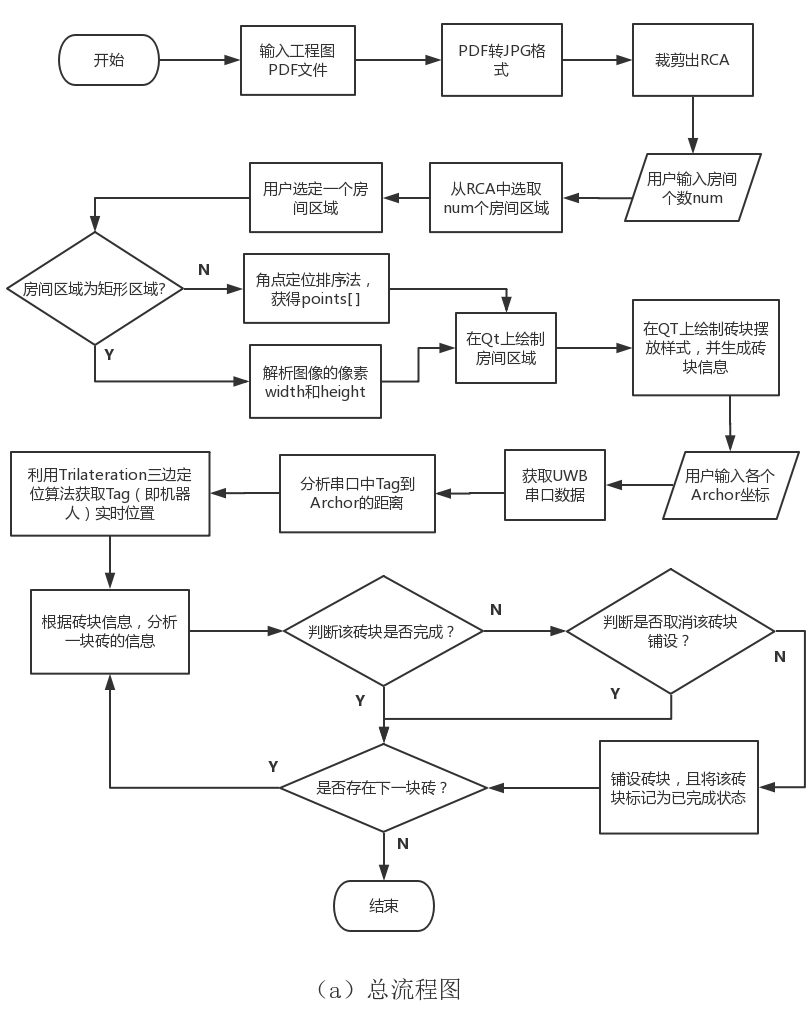 开始
输入工程图
PDF文件
PDF转JPG格
式
裁剪出RCA
用户输入房间
个数num
从RCA中选取
num个房间区域
用户选定一个房
间区域
房间区域为矩形区域?
N
角点定位排序法，
获得points[ ]
Y
解析图像的像素
width和height
在Qt上绘制
房间区域
在QT上绘制砖块摆
放样式，并生成砖
块信息
用户输入各个
Archor坐标
获取UWB
串口数据
分析串口中Tag到
Archor的距离
利用Trilateration三边定
位算法获取Tag（即机器
人）实时位置
根据砖块信息，分析
一块砖的信息
判断该砖块是否完成？
N
判断是否取消该砖块
铺设？
N
Y
Y
铺设砖块，且将该砖
块标记为已完成状态
是否存在下一块砖？
Y
N
结束
（a）总流程图